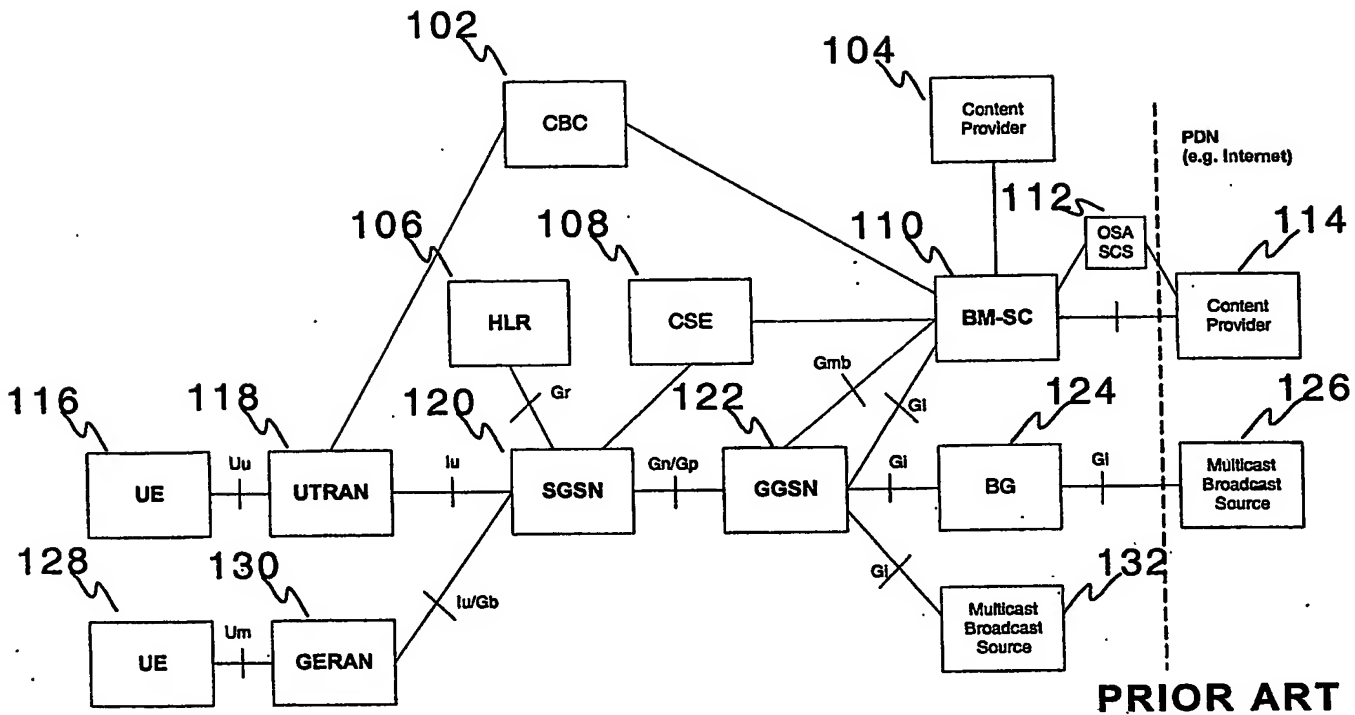 102
CBC
104
Content
Provider
PDN
(e.g. Internet)
106
HLR
108
CSE
110
BM-SC
112
OSA
SCS
114
Content
Provider
Gr
Gmb
Gi
116
UE
Uu
118
UTRAN
Iu
120
SGSN
Gn/Gp
122
GGSN
Gi
124
BG
Gi
126
Multicast
Broadcast
Source
128
UE
Um
130
GERAN
Iu/Gb
Gi
132
Multicast
Broadcast
Source
PRIOR ART